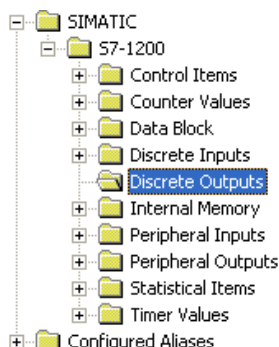 SIMATIC
S7-1200
Control Items
Counter Values
Data Block
Discrete Inputs
Discrete Outputs
Internal Memory
Peripheral Inputs
Peripheral Outputs
Statistical Items
Timer Values
Configured Aliases